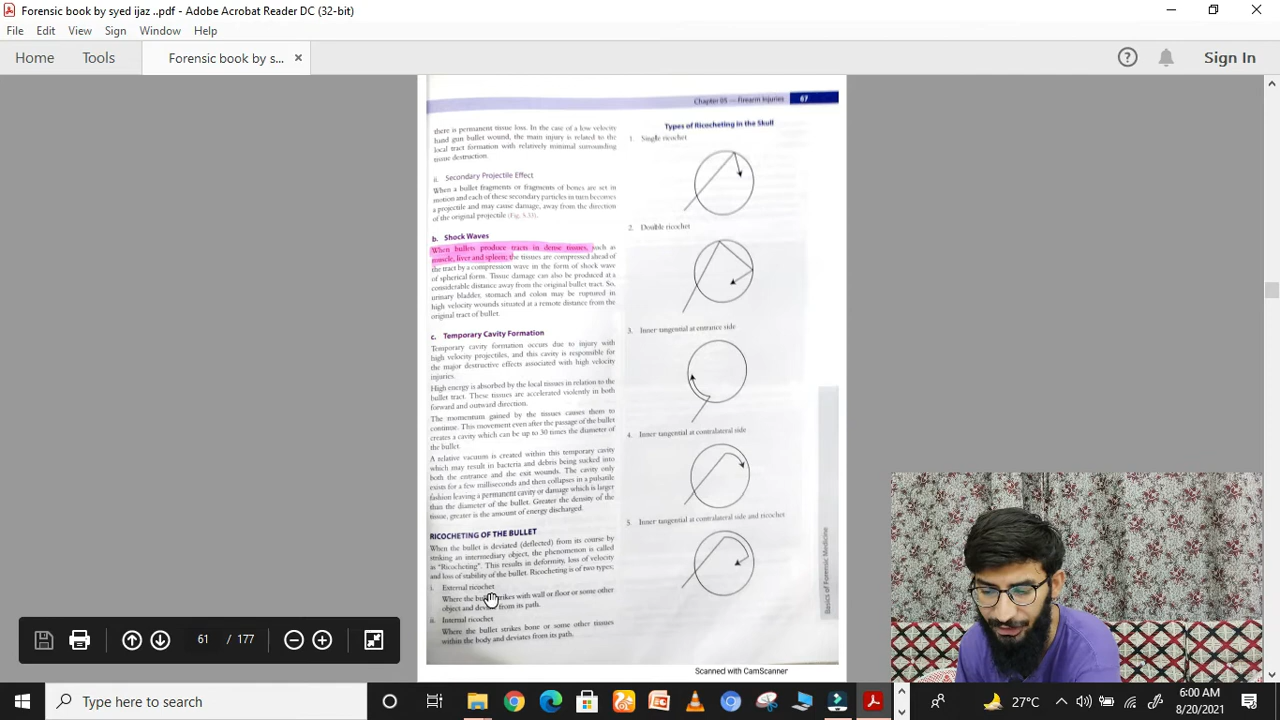 Forensic book by syed ijaz ..pdf - Adobe Acrobat Reader DC (32-bit)
File Edit View Sign Window Help
Home Tools Forensic book by s... Sign In
Chapter 05 — Firearm Injuries 67
there is permanent tissue loss. In the case of a low velocity
hand gun bullet wound, the main injury is related to the
local tract formation with relatively minimal surrounding
tissue destruction.
ii. Secondary Projectile Effect
When a bullet fragments or fragments of bones are set in
motion and each of these secondary particles in turn becomes
a projectile and may cause damage, away from the direction
of the original projectile (Fig. 5.33).
b. Shock Waves
When bullets produce tracts in dense tissues, such as
muscle, liver and spleen; the tissues are compressed ahead of
the tract by a compression wave in the form of shock wave
of spherical form. Tissue damage can also be produced at a
considerable distance away from the original bullet tract. So,
urinary bladder, stomach and colon may be ruptured in
high velocity wounds situated at a remote distance from the
original tract of bullet.
c. Temporary Cavity Formation
Temporary cavity formation occurs due to injury with
high velocity projectiles, and this cavity is responsible for
the major destructive effects associated with high velocity
injuries.
High energy is absorbed by the local tissues in relation to the
bullet tract. These tissues are accelerated violently in both
forward and outward direction.
The momentum gained by the tissues causes them to
continue. This movement even after the passage of the bullet
creates a cavity which can be up to 30 times the diameter of
the bullet.
A relative vacuum is created within this temporary cavity
which may result in bacteria and debris being sucked into
both the entrance and the exit wounds. The cavity only
exists for a few milliseconds and then collapses in a pulsatile
fashion leaving a permanent cavity or damage which is larger
than the diameter of the bullet. Greater the density of the
tissue, greater is the amount of energy discharged.
RICOCHETING OF THE BULLET
When the bullet is deviated (deflected) from its course by
striking an intermediary object, the phenomenon is called
as "Ricocheting". This results in deformity, loss of velocity
and loss of stability of the bullet. Ricocheting is of two types;
i. External ricochet
Where the strikes with wall or floor or some other
object and from its path.
ii. Internal ricochet
Where the bullet strikes bone or some other tissues
within the body and deviates from its path.
Types of Ricocheting in the Skull
1. Single ricochet
2. Double ricochet
3. Inner tangential at entrance side
4. Inner tangential at contralateral side
5. Inner tangential at contralateral side and ricochet
Basics of Forensic Medicine
Scanned with CamScanner
/ 177
Type here to search
27°C
6:00 AM
8/20/2021